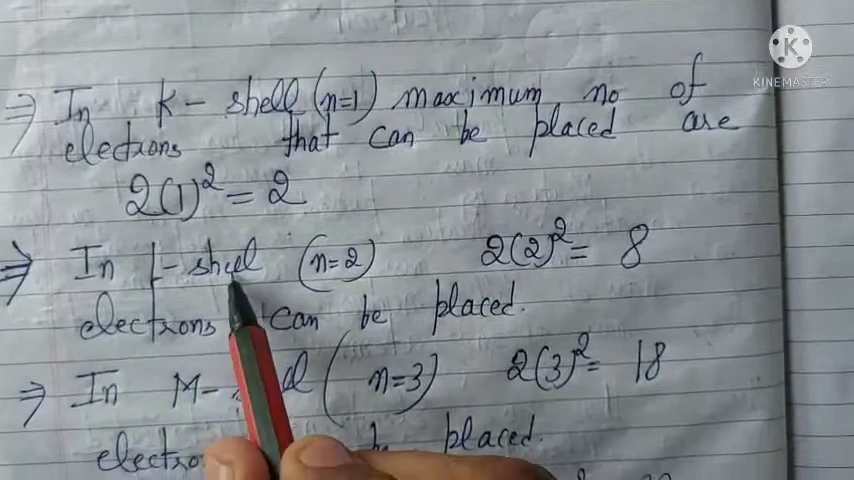 ⇒ In K - shell (n=1) maximum no of
electrons that can be placed are
2(1)² = 2
⇒ In L - shell (n=2) 2(2)² = 8
electrons can be placed.
⇒ In M - (n=3) 2(3)² = 18
placed.
KINEMASTER